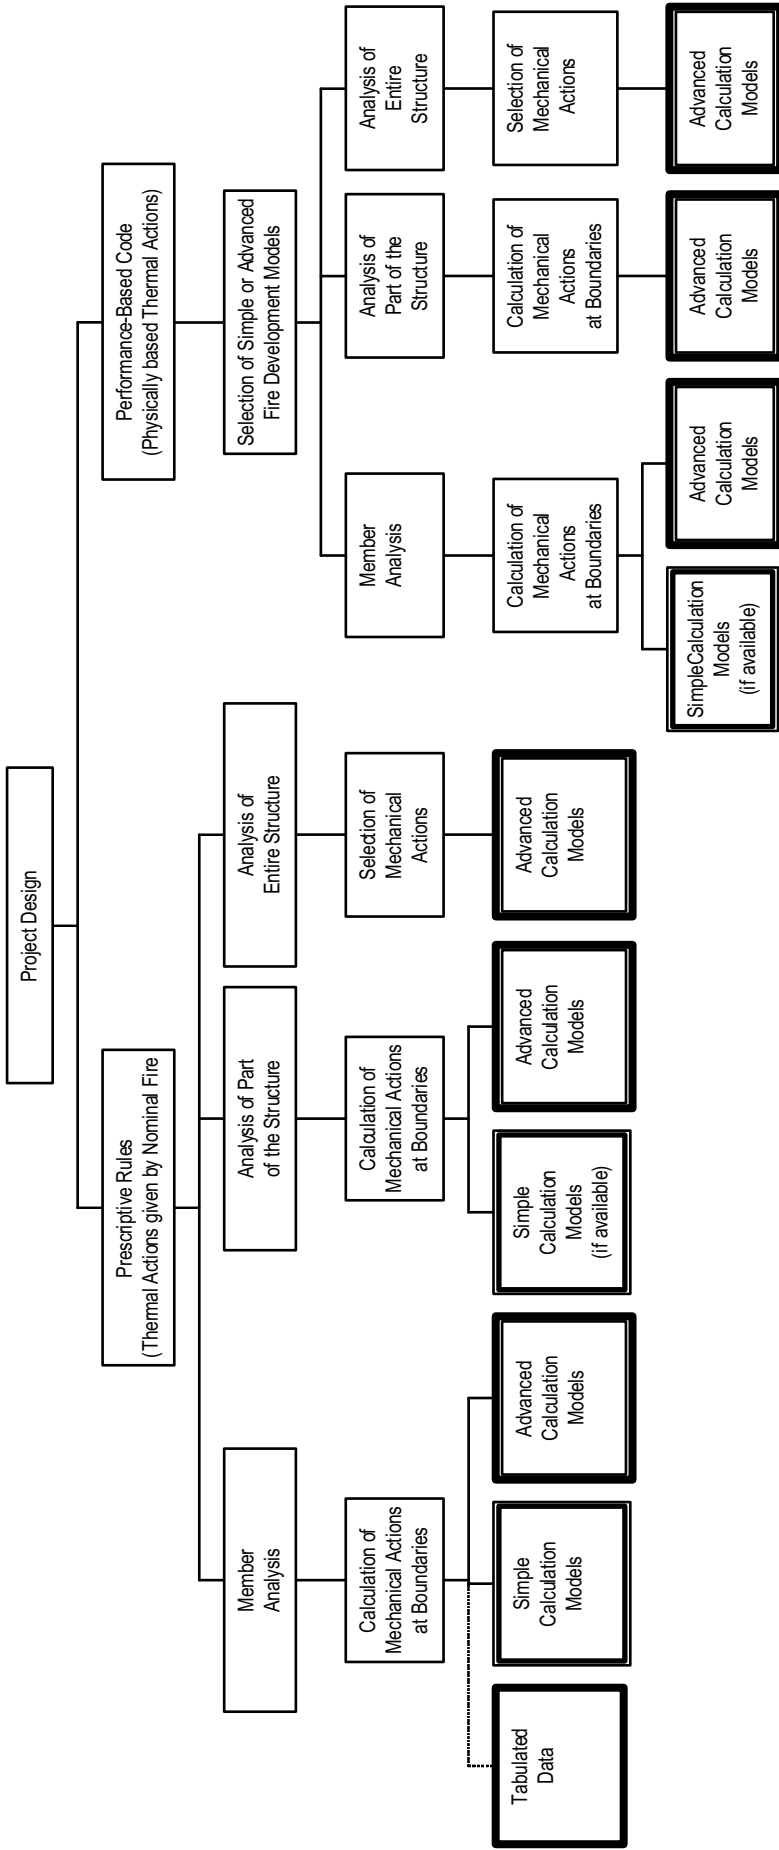 Project Design
Prescriptive Rules
(Thermal Actions given by Nominal Fire
Performance-Based Code
(Physically based Thermal Actions)
Member
Analysis
Analysis of Part
of the Structure
Analysis of
Entire Structure
Selection of Simple or Advanced
Fire Development Models
Calculation of
Mechanical Actions
at Boundaries
Calculation of
Mechanical Actions
at Boundaries
Selection of
Mechanical
Actions
Member
Analysis
Analysis of
Part of the
Structure
Analysis of
Entire
Structure
Tabulated
Data
Simple
Calculation
Models
Advanced
Calculation
Models
Simple
Calculation
Models
(if available)
Advanced
Calculation
Models
Advanced
Calculation
Models
Calculation of
Mechanical
Actions
at Boundaries
Calculation of
Mechanical
Actions
at Boundaries
Selection of
Mechanical
Actions
SimpleCalculation
Models
(if available)
Advanced
Calculation
Models
Advanced
Calculation
Models
Advanced
Calculation
Models